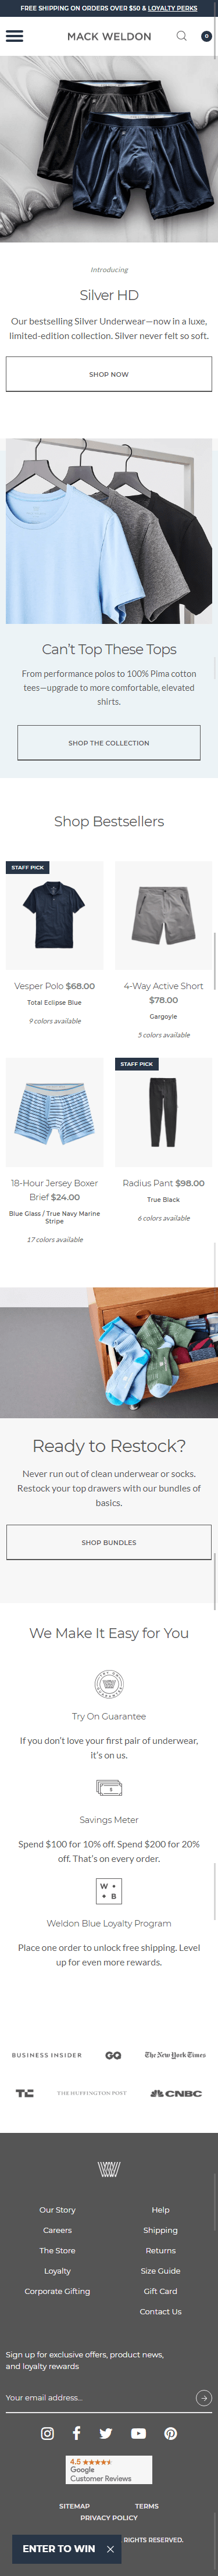 FREE SHIPPING ON ORDERS OVER $50 & LOYALTY PERKS
MACK WELDON
0
Introducing
Silver HD
Our bestselling Silver Underwear—now in a luxe,
limited-edition collection. Silver never felt so soft.
SHOP NOW
Can't Top These Tops
From performance polos to 100% Pima cotton
tees—upgrade to more comfortable, elevated
shirts.
SHOP THE COLLECTION
Shop Bestsellers
STAFF PICK
Vesper Polo $68.00
Total Eclipse Blue
9 colors available
4-Way Active Short
$78.00
Gargoyle
5 colors available
18-Hour Jersey Boxer
Brief $24.00
Blue Glass / True Navy Marine
Stripe
17 colors available
STAFF PICK
Radius Pant $98.00
True Black
6 colors available
Ready to Restock?
Never run out of clean underwear or socks.
Restock your top drawers with our bundles of
basics.
SHOP BUNDLES
We Make It Easy for You
Try On Guarantee
If you don't love your first pair of underwear,
it's on us.
Savings Meter
Spend $100 for 10% off. Spend $200 for 20%
off. That's on every order.
W
B
Weldon Blue Loyalty Program
Place one order to unlock free shipping. Level
up for even more rewards.
BUSINESS INSIDER
GQ
The New York Times
TC
THE HUFFINGTON POST
CNBC
Our Story
Careers
The Store
Loyalty
Corporate Gifting
Help
Shipping
Returns
Size Guide
Gift Card
Contact Us
Sign up for exclusive offers, product news,
and loyalty rewards
Your email address...
4.5
Google
Customer Reviews
SITEMAP
TERMS
PRIVACY POLICY
RIGHTS RESERVED.
ENTER TO WIN